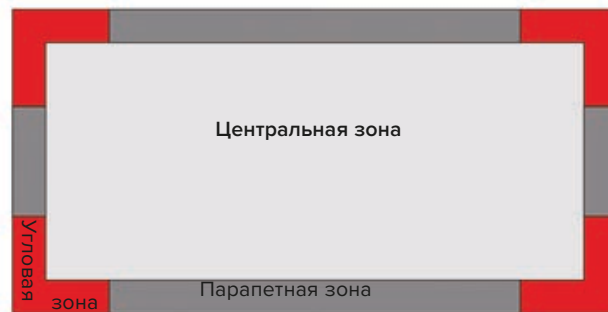 Центральная зона
Угловая
зона
Парапетная зона